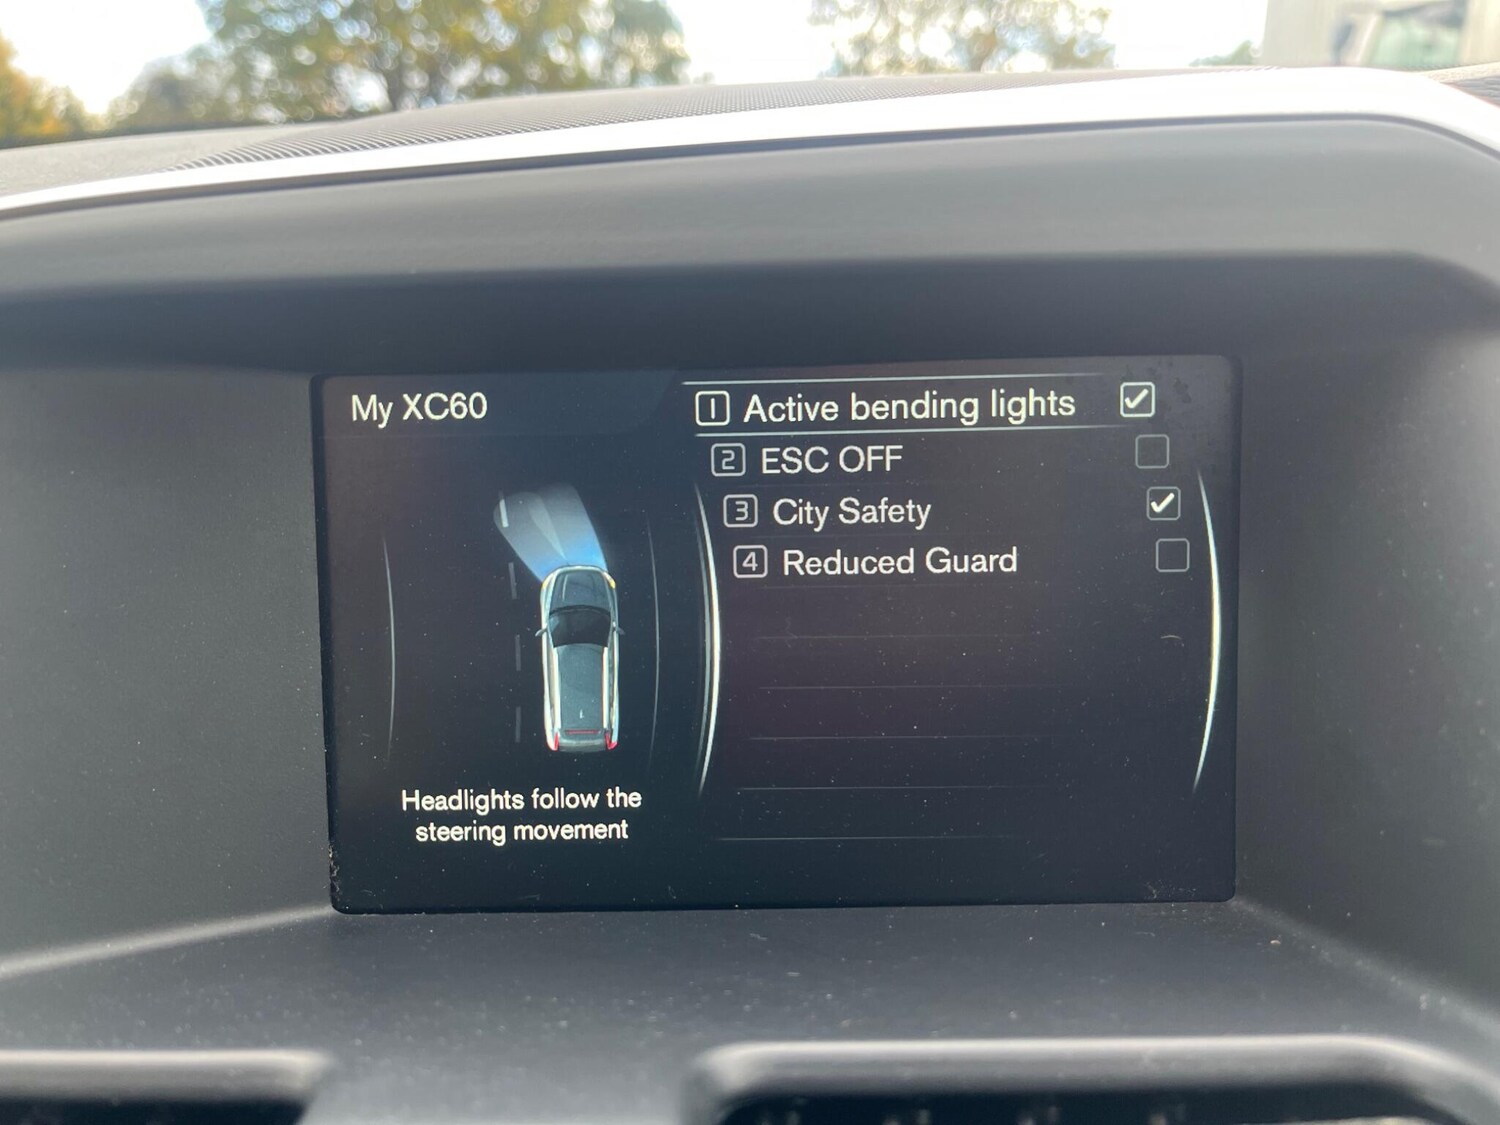 My XC60
1 Active bending lights
2 ESC OFF
3 City Safety
4 Reduced Guard
Headlights follow the
steering movement